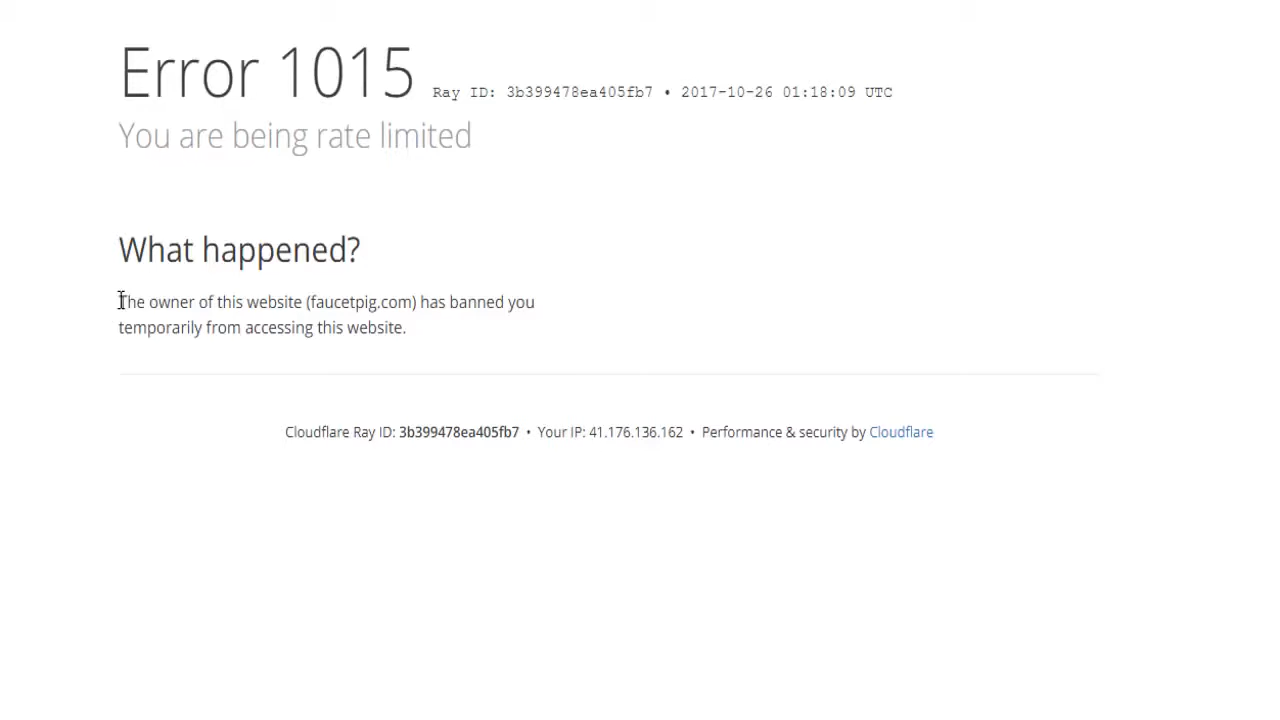 Error 1015 Ray ID: 3b399478ea405fb7 • 2017-10-26 01:18:09 UTC
You are being rate limited
What happened?
The owner of this website (faucetpig.com) has banned you
temporarily from accessing this website.
Cloudflare Ray ID: 3b399478ea405fb7 • Your IP: 41.176.136.162 • Performance & security by Cloudflare